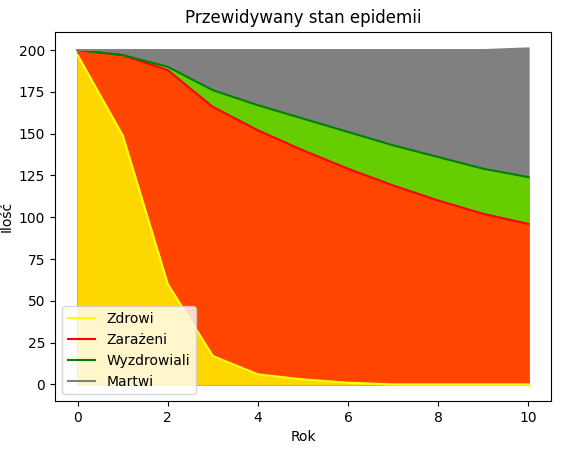 Przewidywany stan epidemii
Ilość
200
175
150
125
100
75
50
25
0
Zdrowi
Zarażeni
Wyzdrowiali
Martwi
0 2 4 6 8 10
Rok